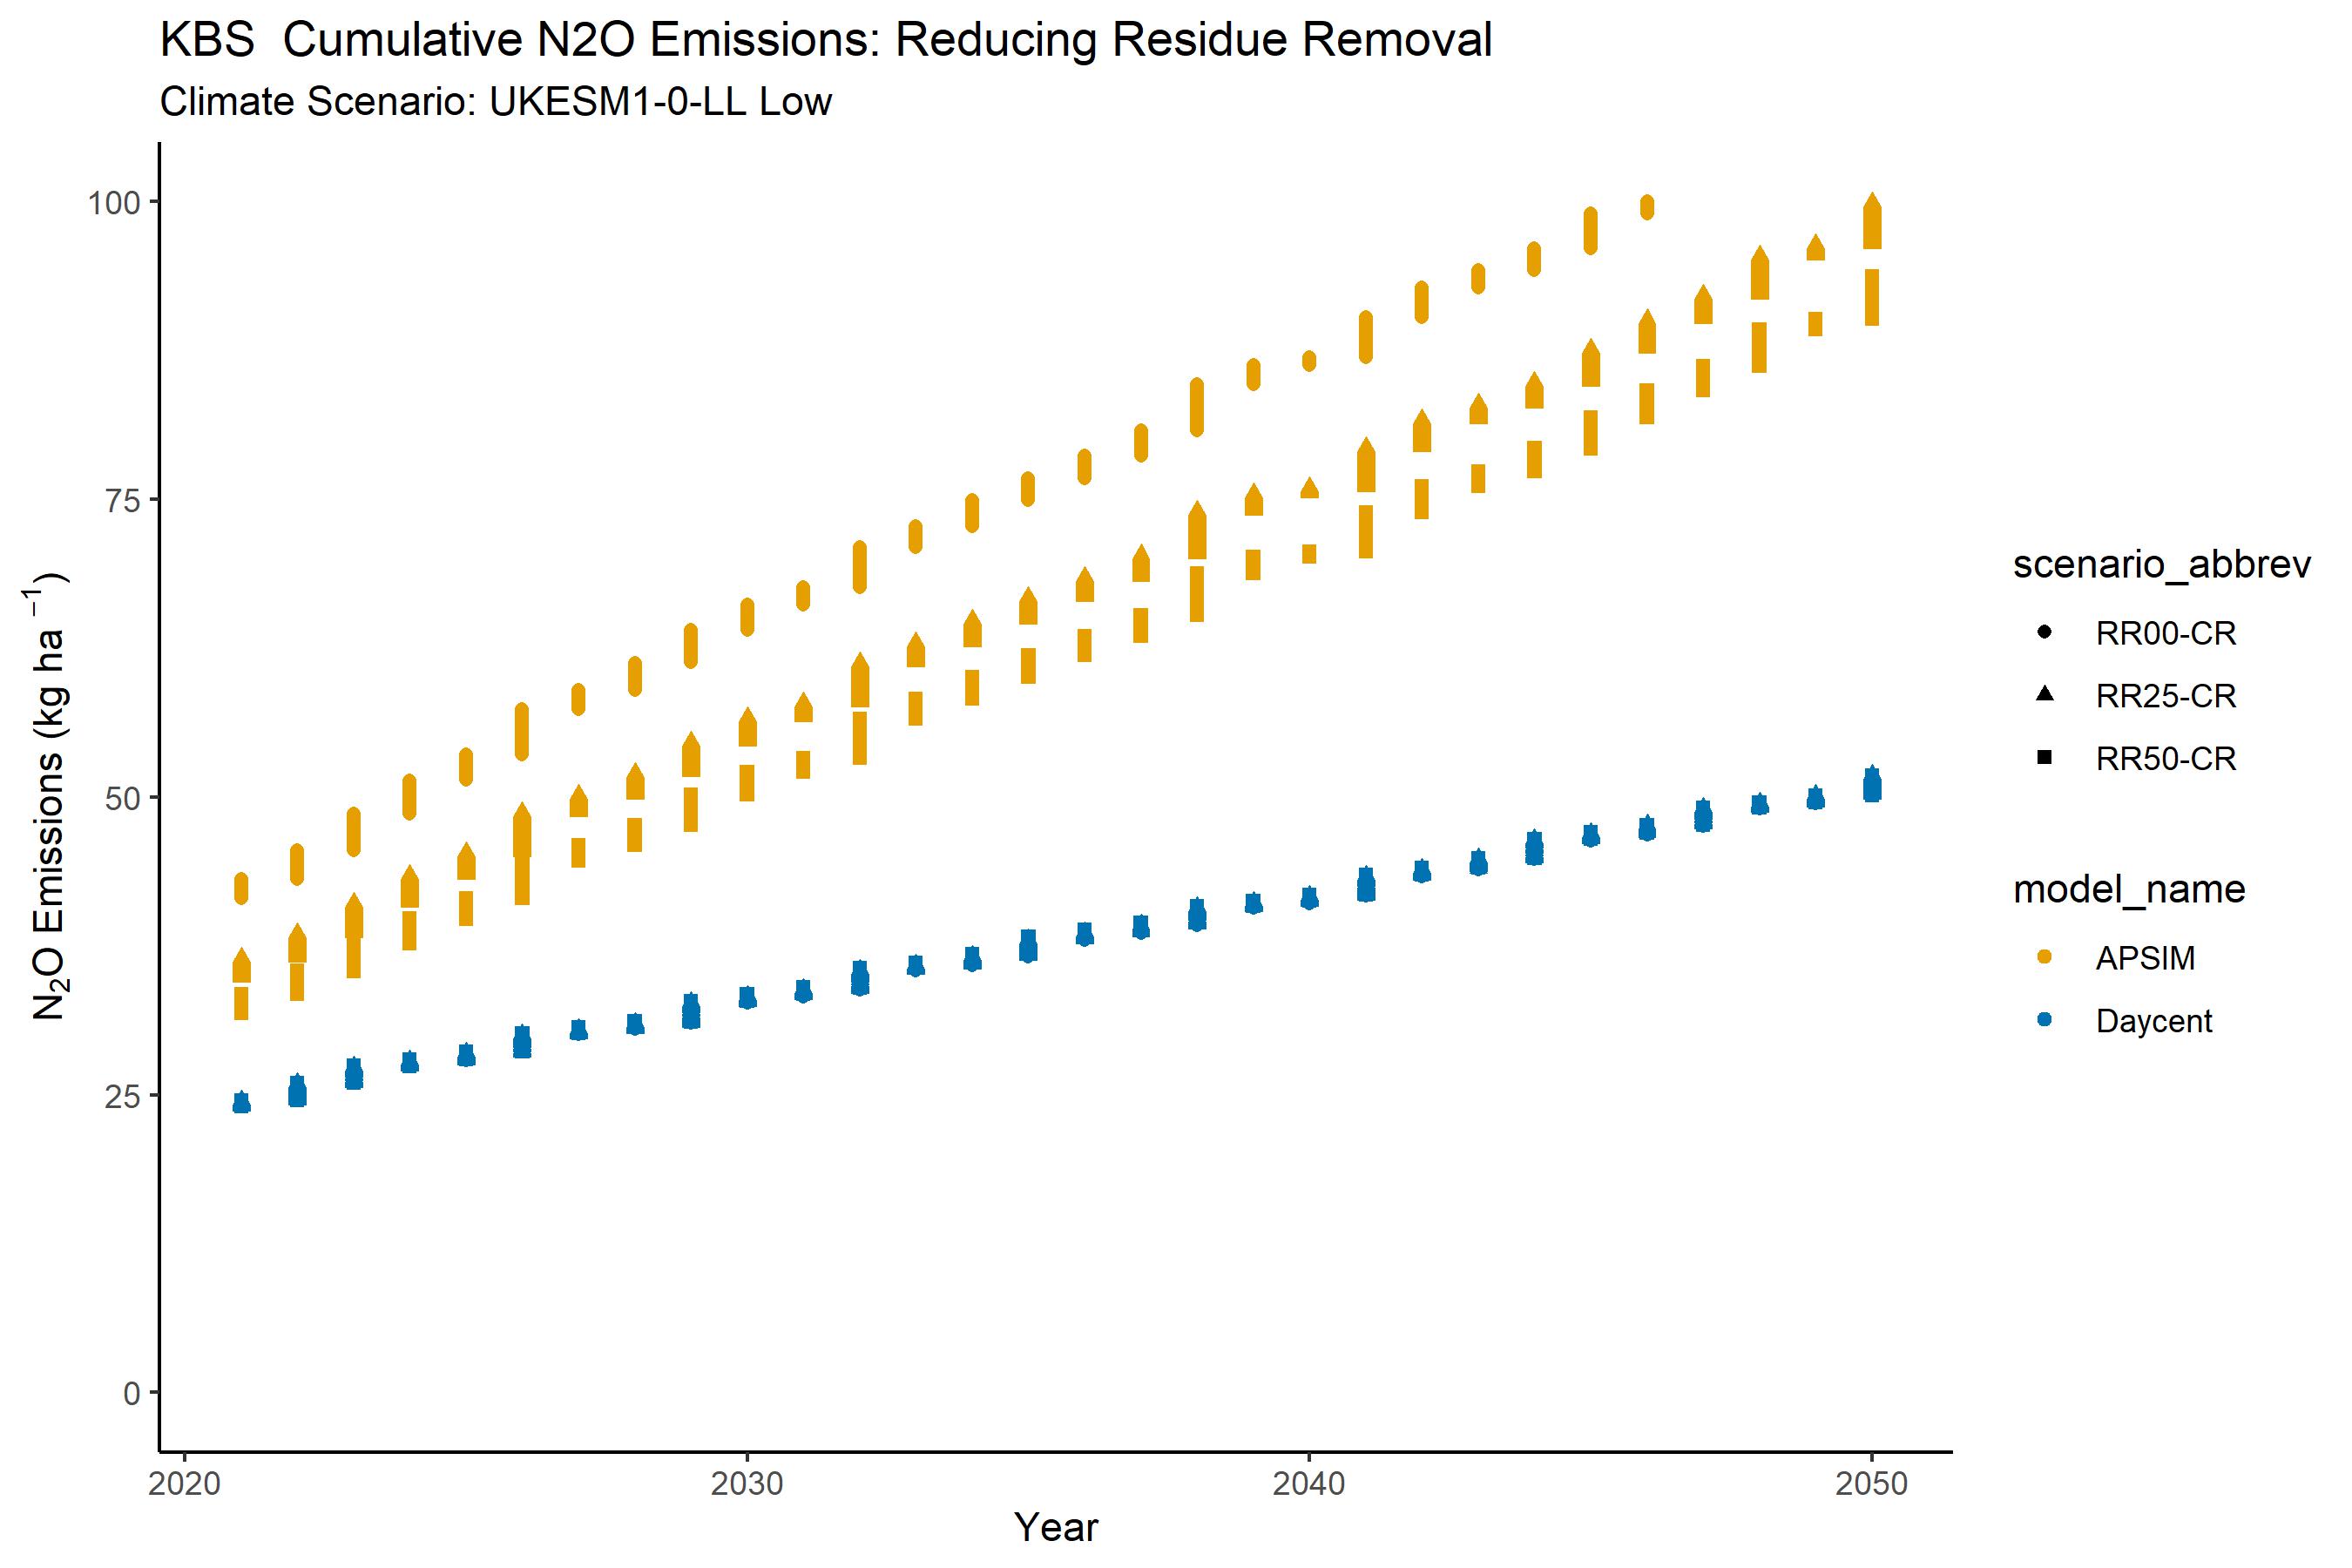 KBS  Cumulative N2O Emissions: Reducing Residue Removal
Climate Scenario: UKESM1-0-LL Low
N₂O Emissions (kg ha ⁻¹)
100
75
50
25
0
2020
2030
2040
2050
Year
scenario_abbrev
RR00-CR
RR25-CR
RR50-CR
model_name
APSIM
Daycent